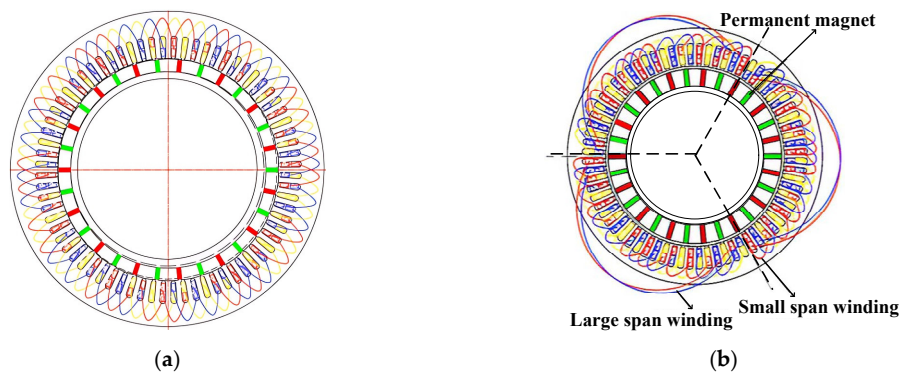 Permanent magnet
Small span winding
Large span winding
(a)
(b)